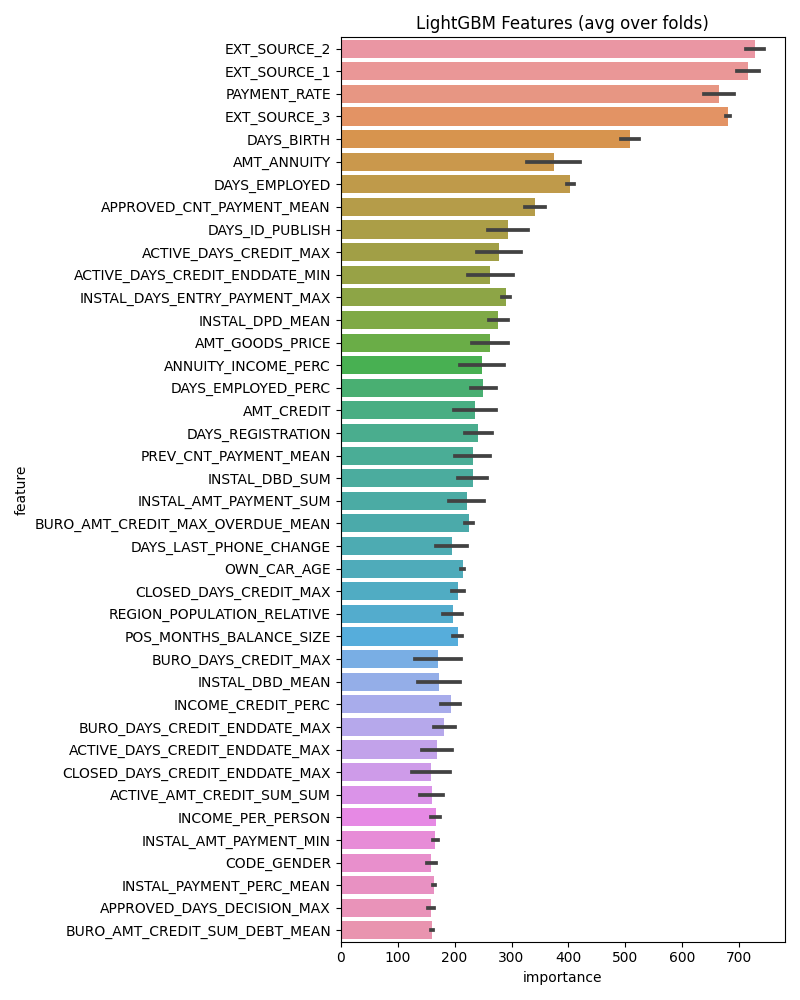 LightGBM Features (avg over folds)
EXT_SOURCE_2
EXT_SOURCE_1
PAYMENT_RATE
EXT_SOURCE_3
DAYS_BIRTH
AMT_ANNUITY
DAYS_EMPLOYED
APPROVED_CNT_PAYMENT_MEAN
DAYS_ID_PUBLISH
ACTIVE_DAYS_CREDIT_MAX
ACTIVE_DAYS_CREDIT_ENDDATE_MIN
INSTAL_DAYS_ENTRY_PAYMENT_MAX
INSTAL_DPD_MEAN
AMT_GOODS_PRICE
ANNUITY_INCOME_PERC
DAYS_EMPLOYED_PERC
AMT_CREDIT
DAYS_REGISTRATION
PREV_CNT_PAYMENT_MEAN
INSTAL_DBD_SUM
INSTAL_AMT_PAYMENT_SUM
BURO_AMT_CREDIT_MAX_OVERDUE_MEAN
DAYS_LAST_PHONE_CHANGE
OWN_CAR_AGE
CLOSED_DAYS_CREDIT_MAX
REGION_POPULATION_RELATIVE
POS_MONTHS_BALANCE_SIZE
BURO_DAYS_CREDIT_MAX
INSTAL_DBD_MEAN
INCOME_CREDIT_PERC
BURO_DAYS_CREDIT_ENDDATE_MAX
ACTIVE_DAYS_CREDIT_ENDDATE_MAX
CLOSED_DAYS_CREDIT_ENDDATE_MAX
ACTIVE_AMT_CREDIT_SUM_SUM
INCOME_PER_PERSON
INSTAL_AMT_PAYMENT_MIN
CODE_GENDER
INSTAL_PAYMENT_PERC_MEAN
APPROVED_DAYS_DECISION_MAX
BURO_AMT_CREDIT_SUM_DEBT_MEAN
feature
0 100 200 300 400 500 600 700
importance